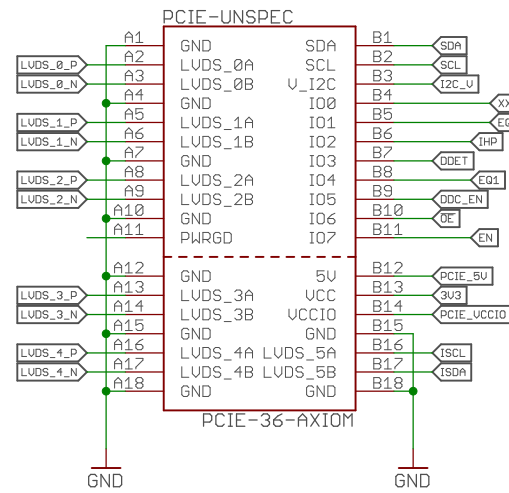 PCIE-UNSPEC
A1 GND SDA B1 SDA
LVDS_0_P A2 LVDS_0A SCL B2 SCL
LVDS_0_N A3 LVDS_0B V_I2C B3 I2C_V
A4 GND IO0 B4 XX
LVDS_1_P A5 LVDS_1A IO1 B5 EQ
LVDS_1_N A6 LVDS_1B IO2 B6 IHP
A7 GND IO3 B7 DDET
LVDS_2_P A8 LVDS_2A IO4 B8 EQ1
LVDS_2_N A9 LVDS_2B IO5 B9 DDC_EN
A10 GND IO6 B10 OE
A11 PWRGD IO7 B11 EN
A12 GND 5V B12 PCIE_5V
LVDS_3_P A13 LVDS_3A VCC B13 3V3
LVDS_3_N A14 LVDS_3B VCCIO B14 PCIE_VCCIO
A15 GND GND B15
LVDS_4_P A16 LVDS_4A LVDS_5A B16 ISCL
LVDS_4_N A17 LVDS_4B LVDS_5B B17 ISDA
A18 GND GND B18
PCIE-36-AXIOM
GND GND